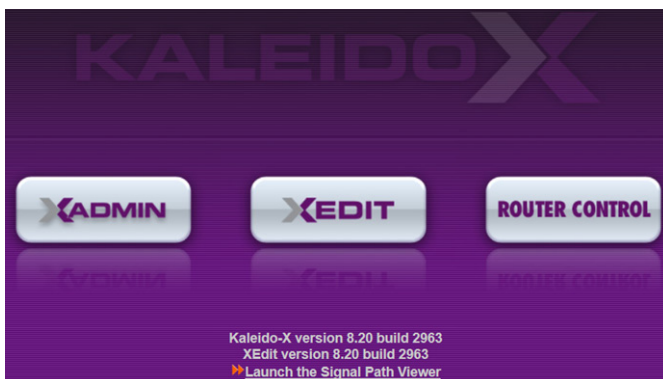 KALEIDO X
XADMIN
XEDIT
ROUTER CONTROL
Kaleido-X version 8.20 build 2963
XEdit version 8.20 build 2963
Launch the Signal Path Viewer